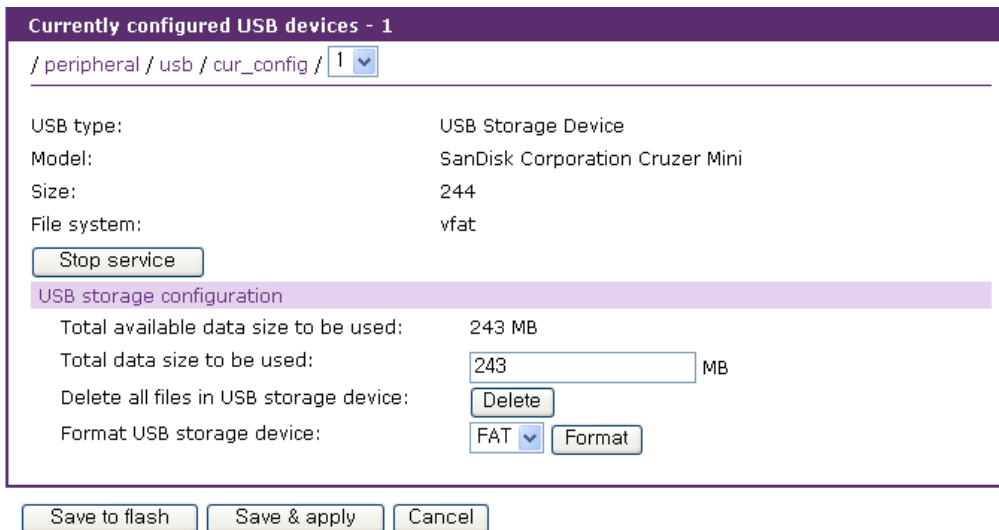 Currently configured USB devices - 1
/ peripheral / usb / cur_config / 1
USB type: USB Storage Device
Model: SanDisk Corporation Cruzer Mini
Size: 244
File system: vfat
Stop service
USB storage configuration
Total available data size to be used: 243 MB
Total data size to be used: 243 MB
Delete all files in USB storage device: Delete
Format USB storage device: FAT Format
Save to flash Save & apply Cancel